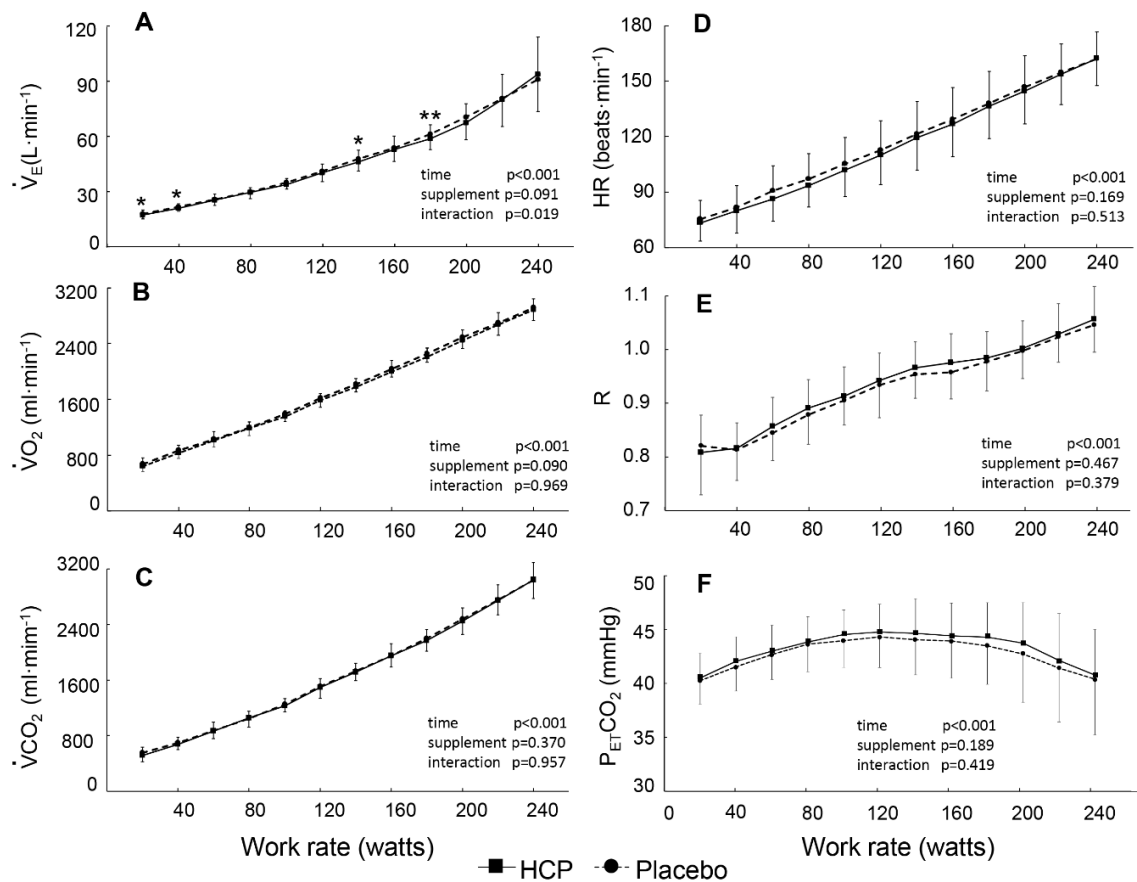 A
V̇E(L·min-1)
120
90
60
30
0
*
*
*
**
time p<0.001
supplement p=0.091
interaction p=0.019
40 80 120 160 200 240
B
V̇O2 (ml·min-1)
3200
2400
1600
800
0
time p<0.001
supplement p=0.090
interaction p=0.969
40 80 120 160 200 240
C
V̇CO2 (ml·mim-1)
3200
2400
1600
800
0
time p<0.001
supplement p=0.370
interaction p=0.957
40 80 120 160 200 240
Work rate (watts)
D
HR (beats·min-1)
180
150
120
90
60
time p<0.001
supplement p=0.169
interaction p=0.513
40 80 120 160 200 240
E
R
1.1
1.0
0.9
0.8
0.7
time p<0.001
supplement p=0.467
interaction p=0.379
40 80 120 160 200 240
F
PETCO2 (mmHg)
50
45
40
35
30
time p<0.001
supplement p=0.189
interaction p=0.419
0 40 80 120 160 200 240
Work rate (watts)
HCP Placebo